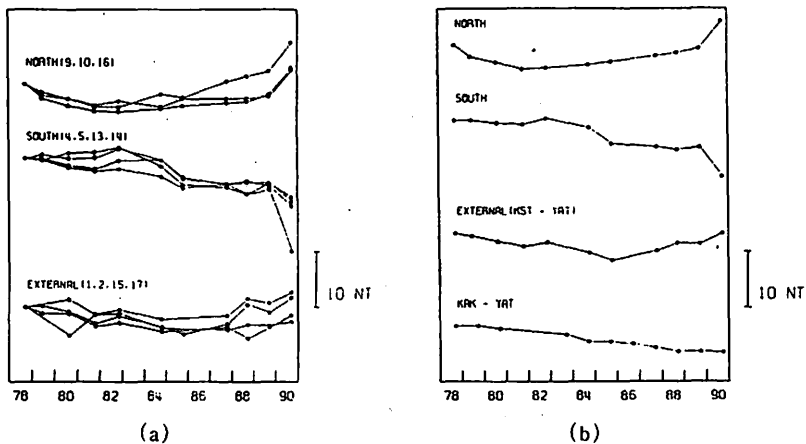 NORTH(9.10.16)
SOUTH(4.5.13.14)
EXTERNAL(1.2.15.17)
10 NT
78 80 82 84 86 88 90
(a)
NORTH
SOUTH
EXTERNAL(KST - YAT)
KAK - YAT
10 NT
78 80 82 84 86 88 90
(b)